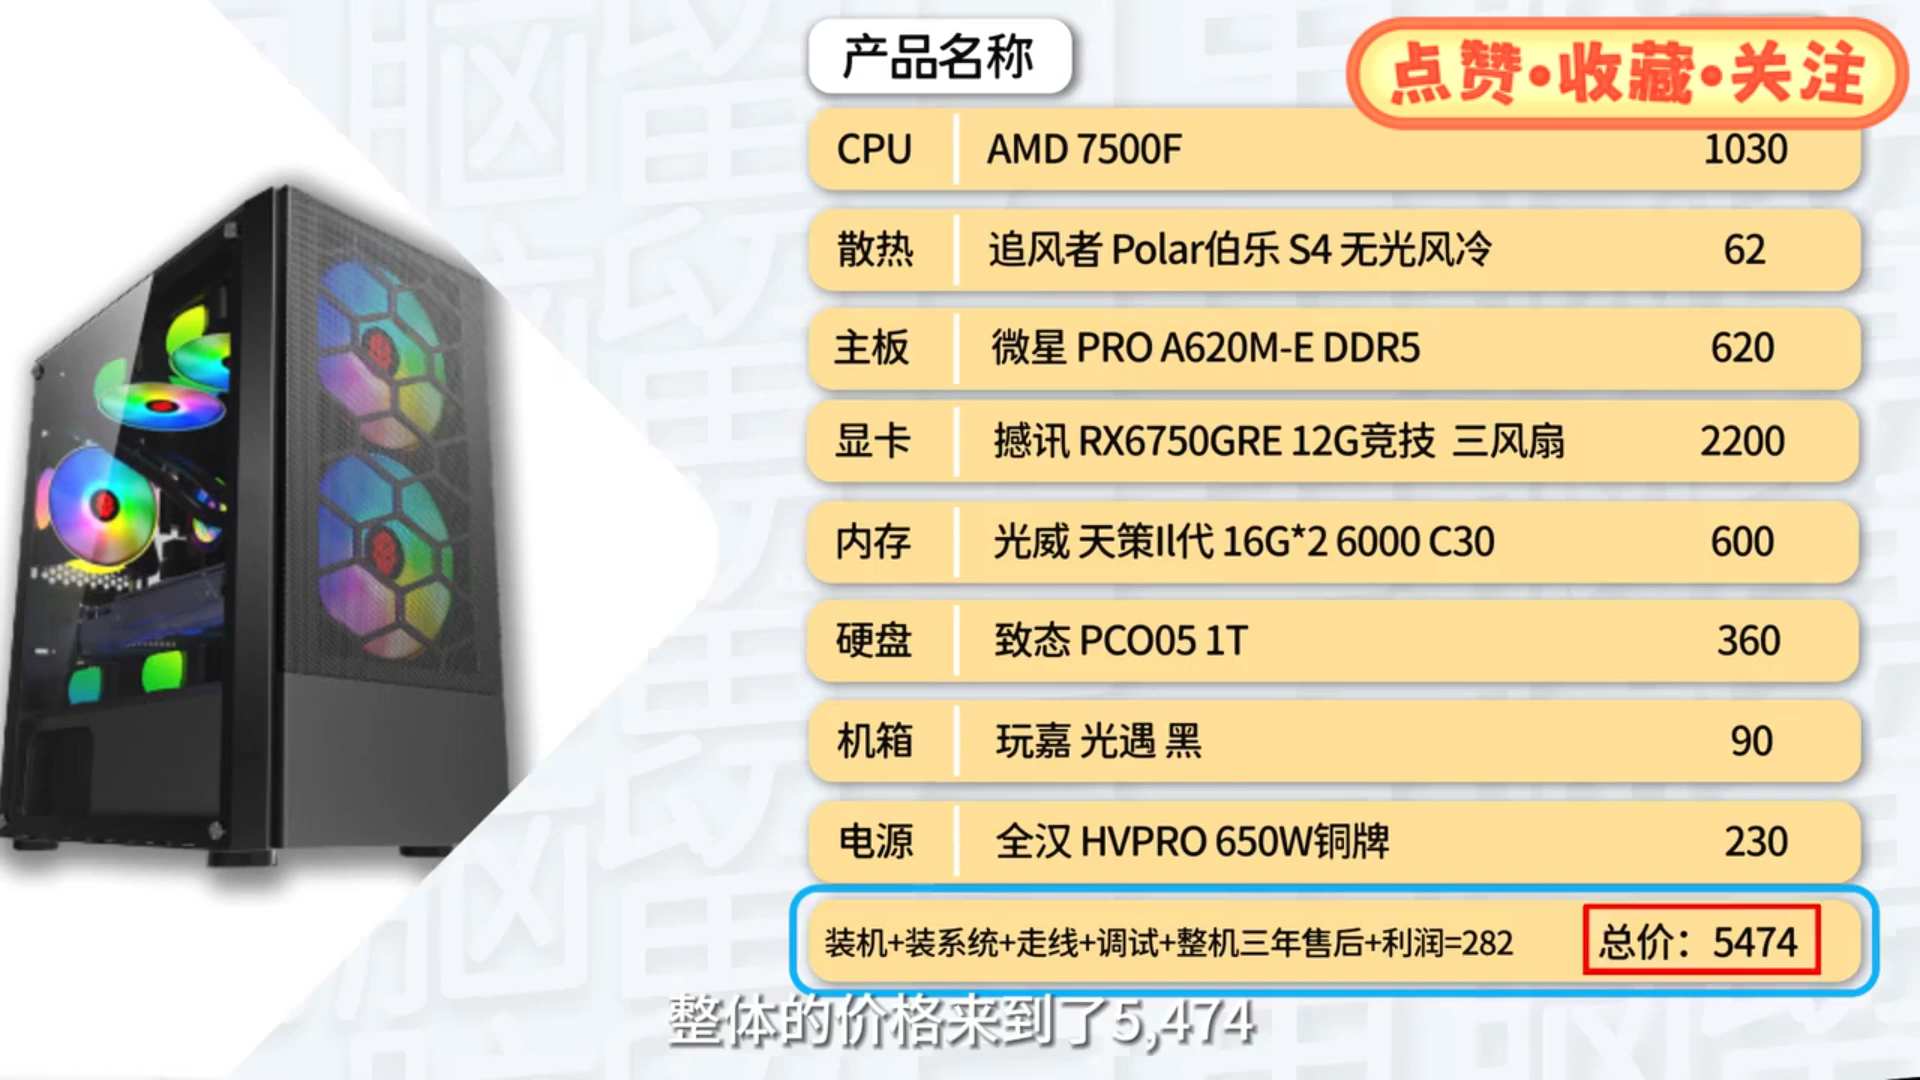 产品名称
点赞•收藏•关注
CPU AMD 7500F 1030
散热 追风者 Polar伯乐 S4 无光风冷 62
主板 微星 PRO A620M-E DDR5 620
显卡 撼讯 RX6750GRE 12G竞技 三风扇 2200
内存 光威 天策II代 16G*2 6000 C30 600
硬盘 致态 PCO05 1T 360
机箱 玩嘉 光遇 黑 90
电源 全汉 HVPRO 650W铜牌 230
装机+装系统+走线+调试+整机三年售后+利润=282 总价：5474
整体的价格来到了5,474